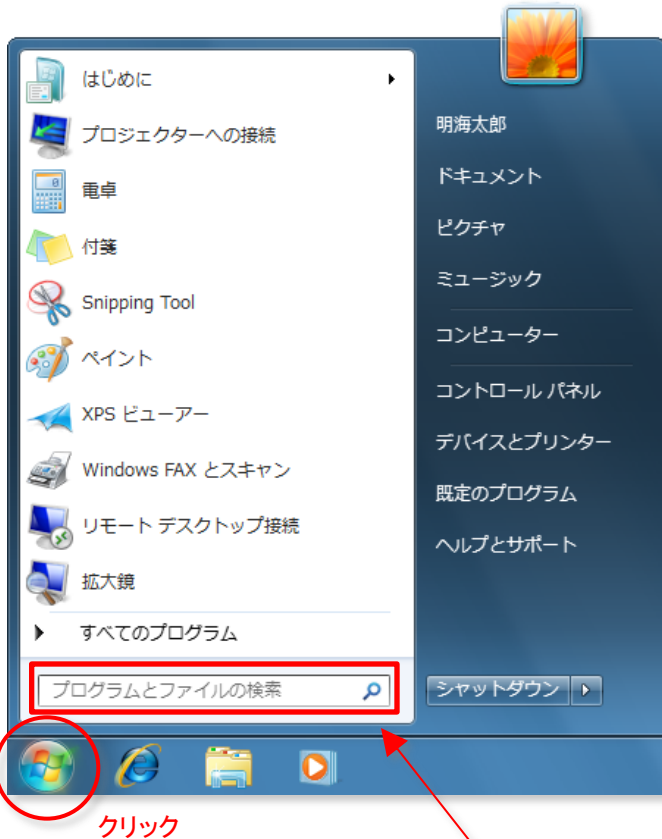 はじめに
プロジェクターへの接続
電卓
付箋
Snipping Tool
ペイント
XPS ビューアー
Windows FAX とスキャン
リモート デスクトップ接続
拡大鏡
すべてのプログラム
プログラムとファイルの検索
明海太郎
ドキュメント
ピクチャ
ミュージック
コンピューター
コントロール パネル
デバイスとプリンター
既定のプログラム
ヘルプとサポート
シャットダウン
クリック